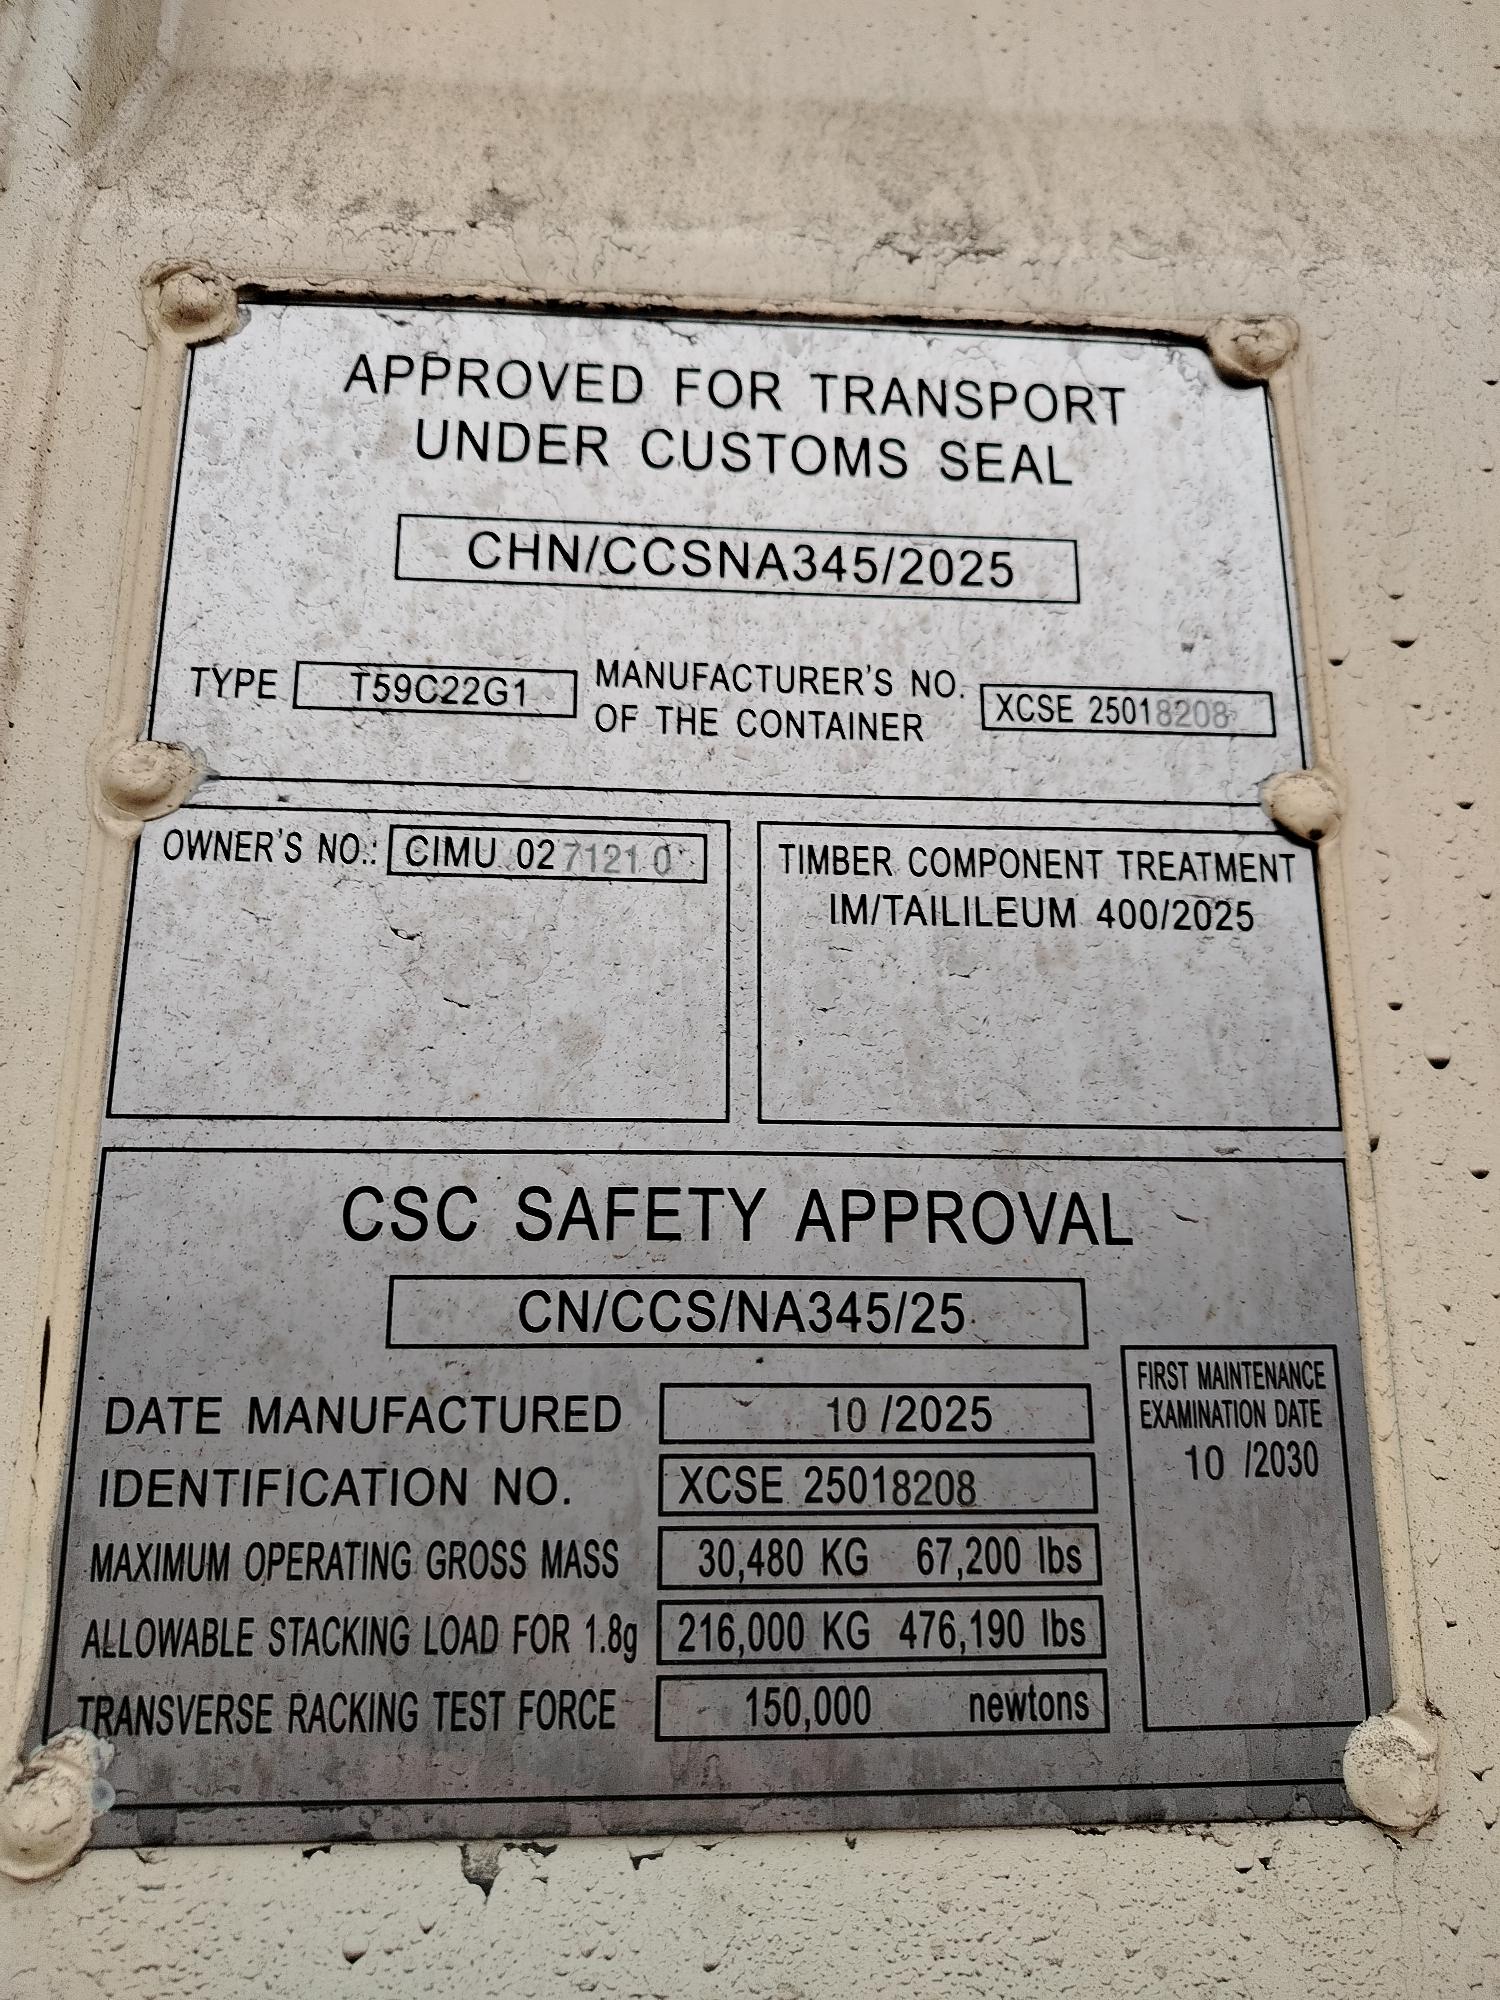 APPROVED FOR TRANSPORT
UNDER CUSTOMS SEAL
CHN/CCSNA345/2025
TYPE T59C22G1 MANUFACTURER'S NO. OF THE CONTAINER XCSE 25018208
OWNER'S NO.: CIMU 027121 0
TIMBER COMPONENT TREATMENT
IM/TAILILEUM 400/2025
CSC SAFETY APPROVAL
CN/CCS/NA345/25
DATE MANUFACTURED 10 /2025
IDENTIFICATION NO. XCSE 25018208
MAXIMUM OPERATING GROSS MASS 30,480 KG 67,200 lbs
ALLOWABLE STACKING LOAD FOR 1.8g 216,000 KG 476,190 lbs
TRANSVERSE RACKING TEST FORCE 150,000 newtons
FIRST MAINTENANCE
EXAMINATION DATE
10 /2030